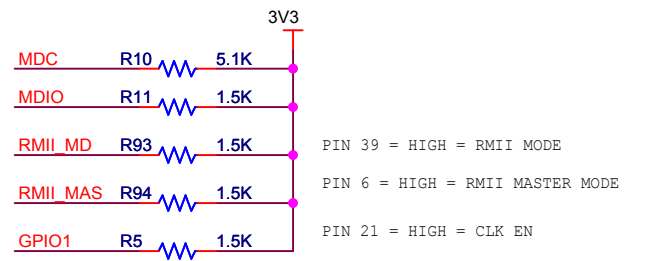 3V3
MDC R10 5.1K
MDIO R11 1.5K
RMII_MD R93 1.5K PIN 39 = HIGH = RMII MODE
RMII_MAS R94 1.5K PIN 6 = HIGH = RMII MASTER MODE
GPIO1 R5 1.5K PIN 21 = HIGH = CLK EN